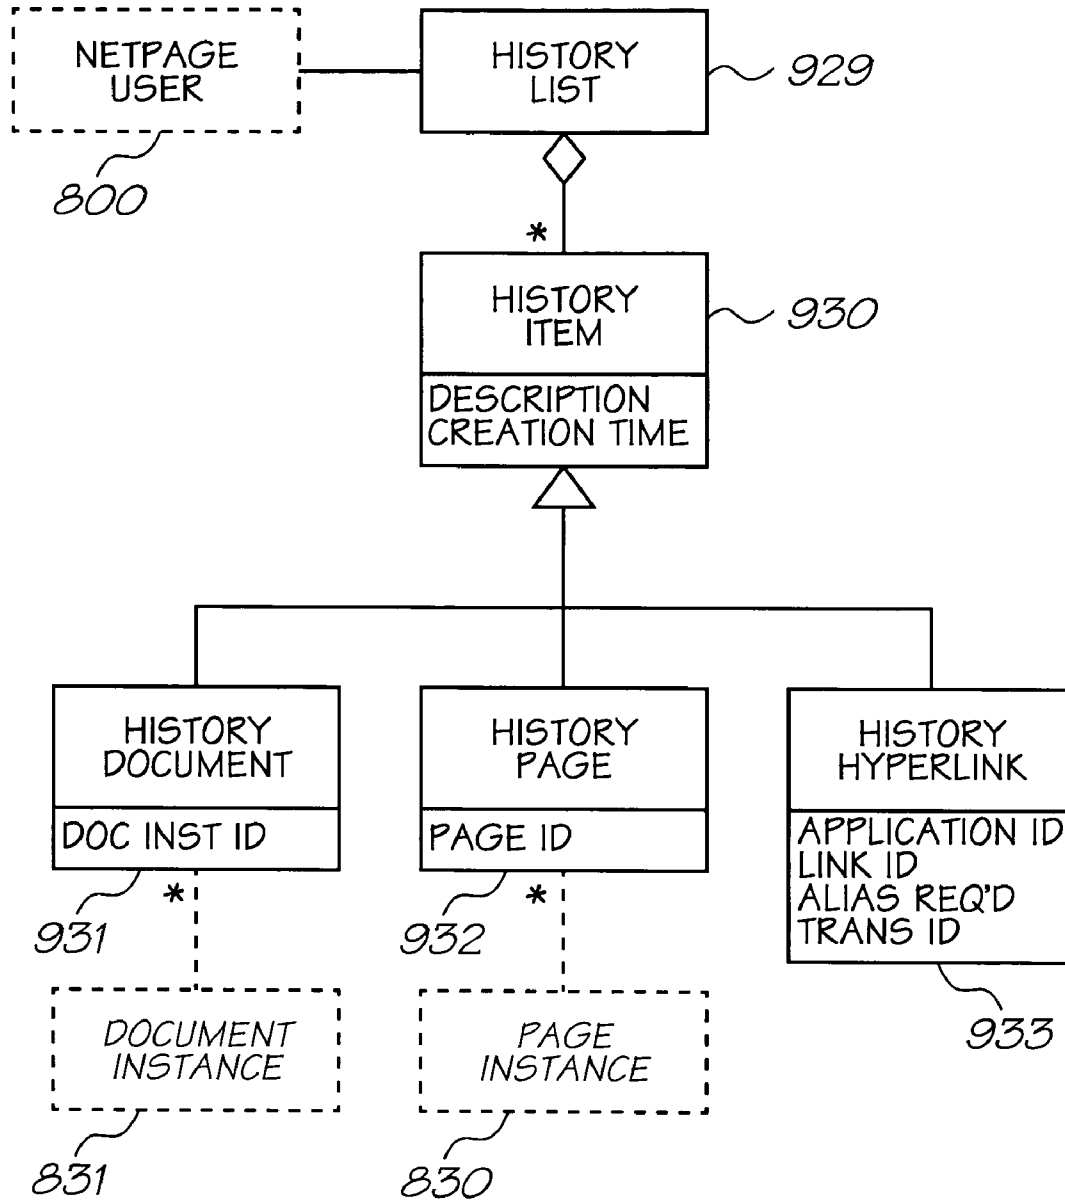 NETPAGE
USER
800
HISTORY
LIST
929
*
HISTORY
ITEM
930
DESCRIPTION
CREATION TIME
HISTORY
DOCUMENT
DOC INST ID
931
*
HISTORY
PAGE
PAGE ID
932
*
HISTORY
HYPERLINK
APPLICATION ID
LINK ID
ALIAS REQ'D
TRANS ID
933
DOCUMENT
INSTANCE
831
PAGE
INSTANCE
830